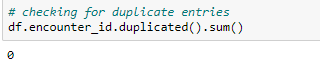 # checking for duplicate entries
df.encounter_id.duplicated().sum()
0